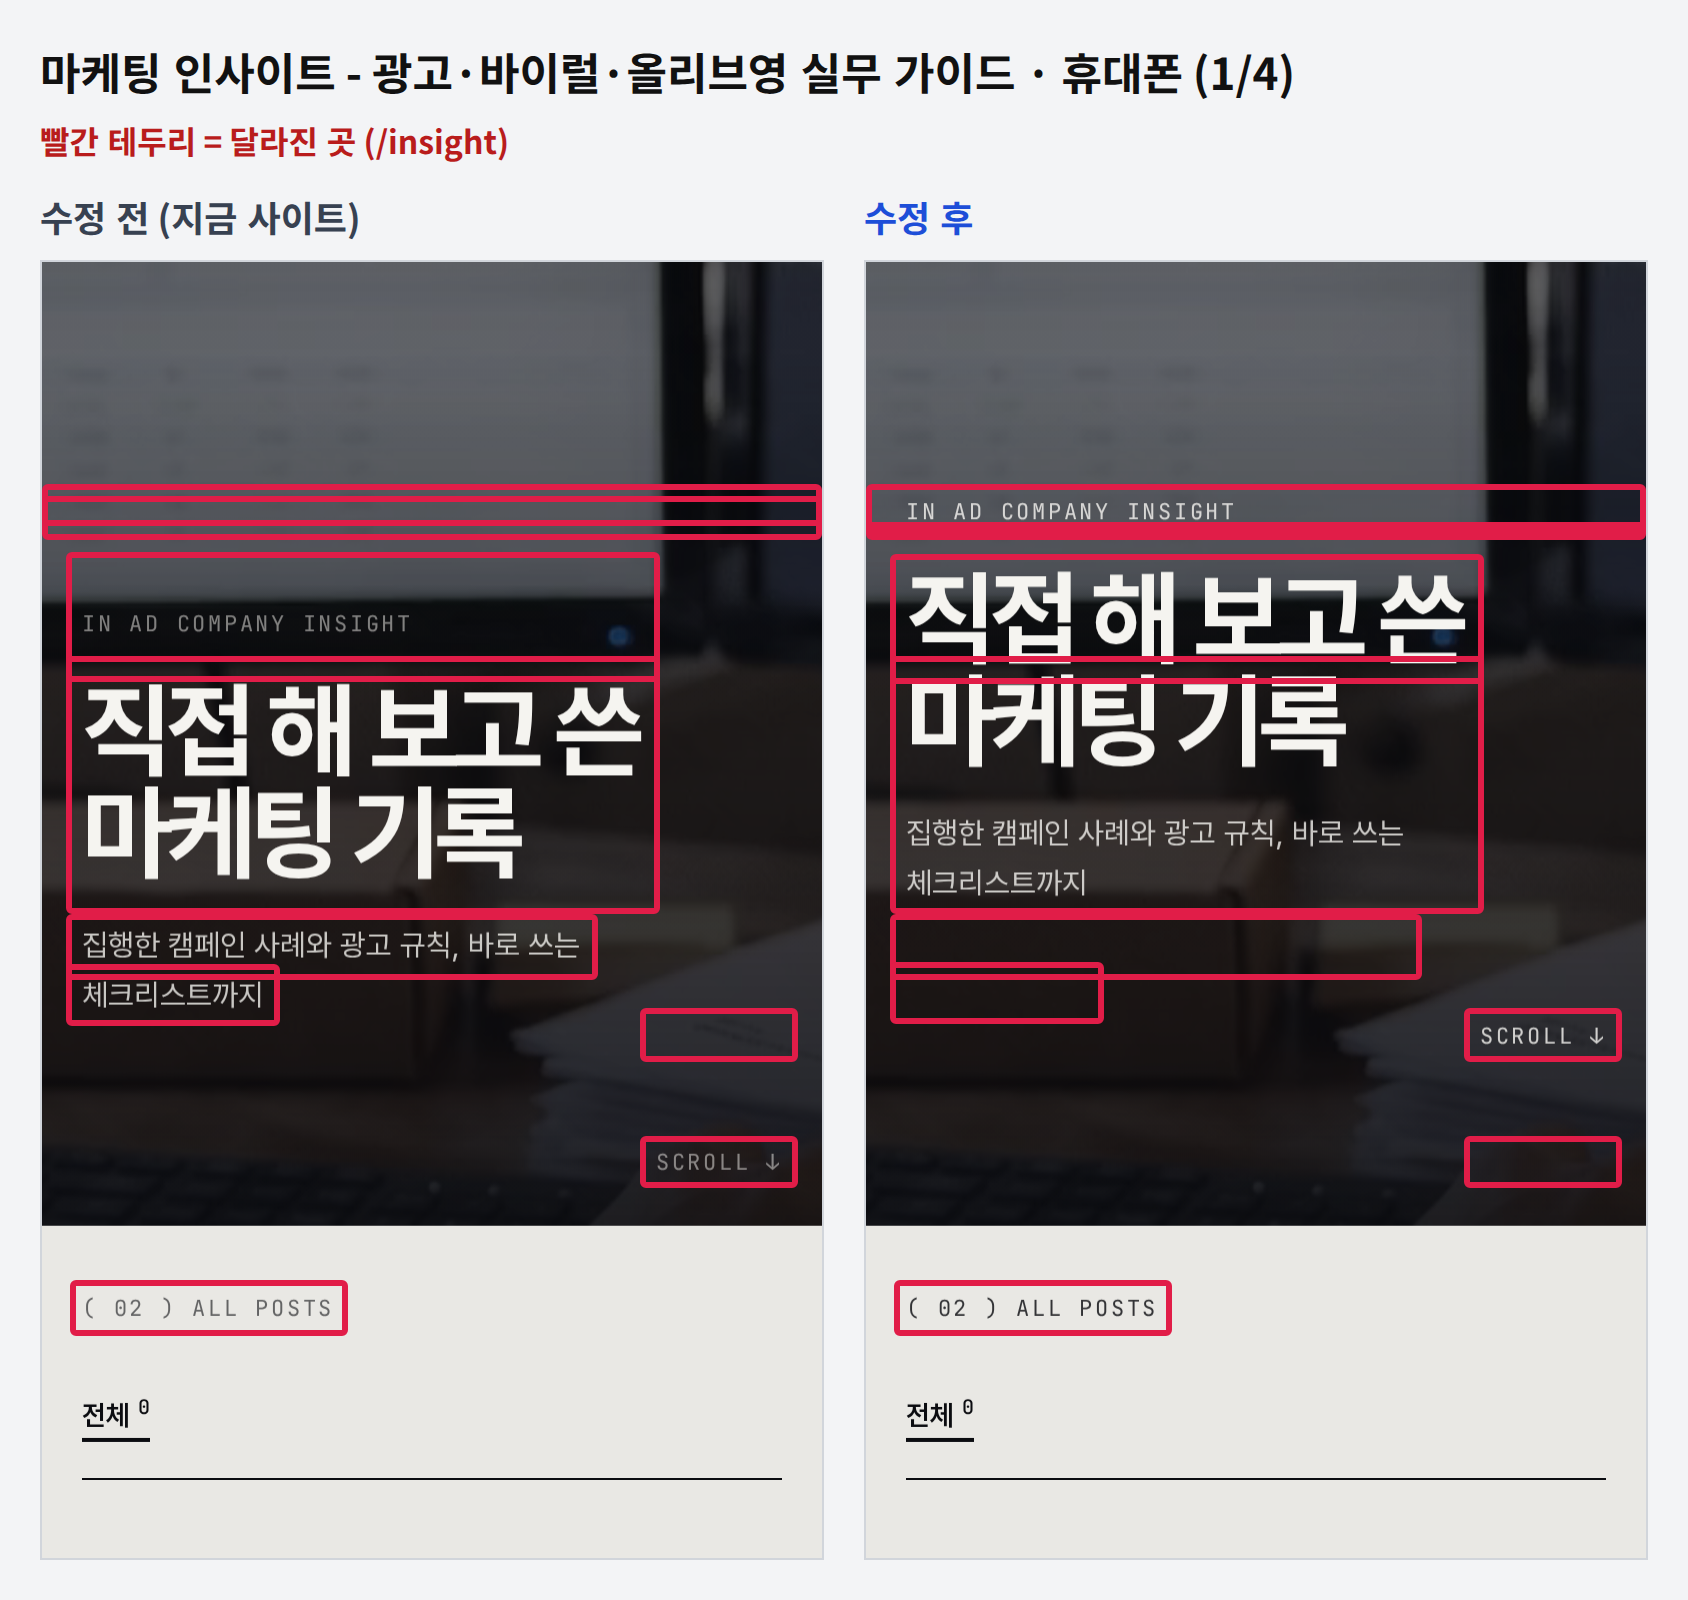 마케팅 인사이트 - 광고·바이럴·올리브영 실무 가이드 · 휴대폰 (1/4)
빨간 테두리 = 달라진 곳 (/insight)
수정 전 (지금 사이트)
IN AD COMPANY INSIGHT
직접 해 보고 쓴
마케팅 기록
집행한 캠페인 사례와 광고 규칙, 바로 쓰는
체크리스트까지
SCROLL ↓
( 02 ) ALL POSTS
전체 0
수정 후
IN AD COMPANY INSIGHT
직접 해 보고 쓴
마케팅 기록
집행한 캠페인 사례와 광고 규칙, 바로 쓰는
체크리스트까지
SCROLL ↓
( 02 ) ALL POSTS
전체 0